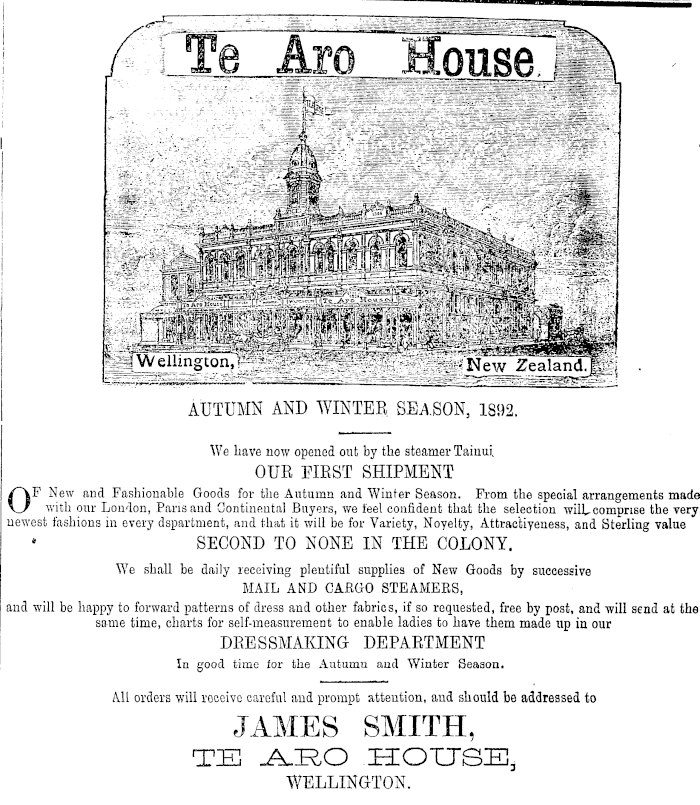 Te Aro House.
Te Aro House
Te Aro House
Wellington,
New Zealand.
AUTUMN AND WINTER SEASON, 1892.
We have now opened out by the steamer Tainui,
OUR FIRST SHIPMENT
OF New and Fashionable Goods for the Autumn and Winter Season. From the special arrangements made
with our London, Paris and Continental Buyers, we feel confident that the selection will comprise the very
newest fashions in every dspartment, and that it will be for Variety, Novelty, Attractiveness, and Sterling value
SECOND TO NONE IN THE COLONY.
We shall be daily receiving plentiful supplies of New Goods by successive
MAIL AND CARGO STEAMERS,
and will be happy to forward patterns of dress and other fabrics, if so requested, free by post, and will send at the
same time, charts for self-measurement to enable ladies to have them made up in our
DRESSMAKING DEPARTMENT
In good time for the Autumn and Winter Season.
All orders will receive careful and prompt attention, and should be addressed to
JAMES SMITH,
TE ARO HOUSE,
WELLINGTON.